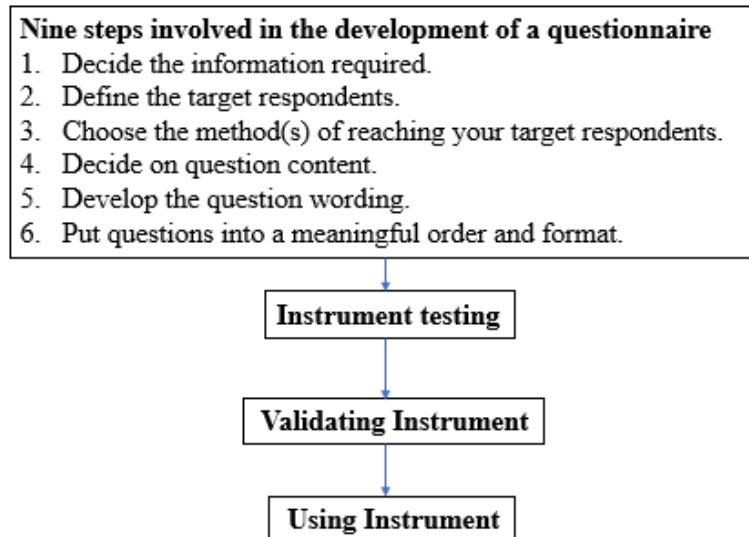 Nine steps involved in the development of a questionnaire
1. Decide the information required.
2. Define the target respondents.
3. Choose the method(s) of reaching your target respondents.
4. Decide on question content.
5. Develop the question wording.
6. Put questions into a meaningful order and format.
Instrument testing
Validating Instrument
Using Instrument